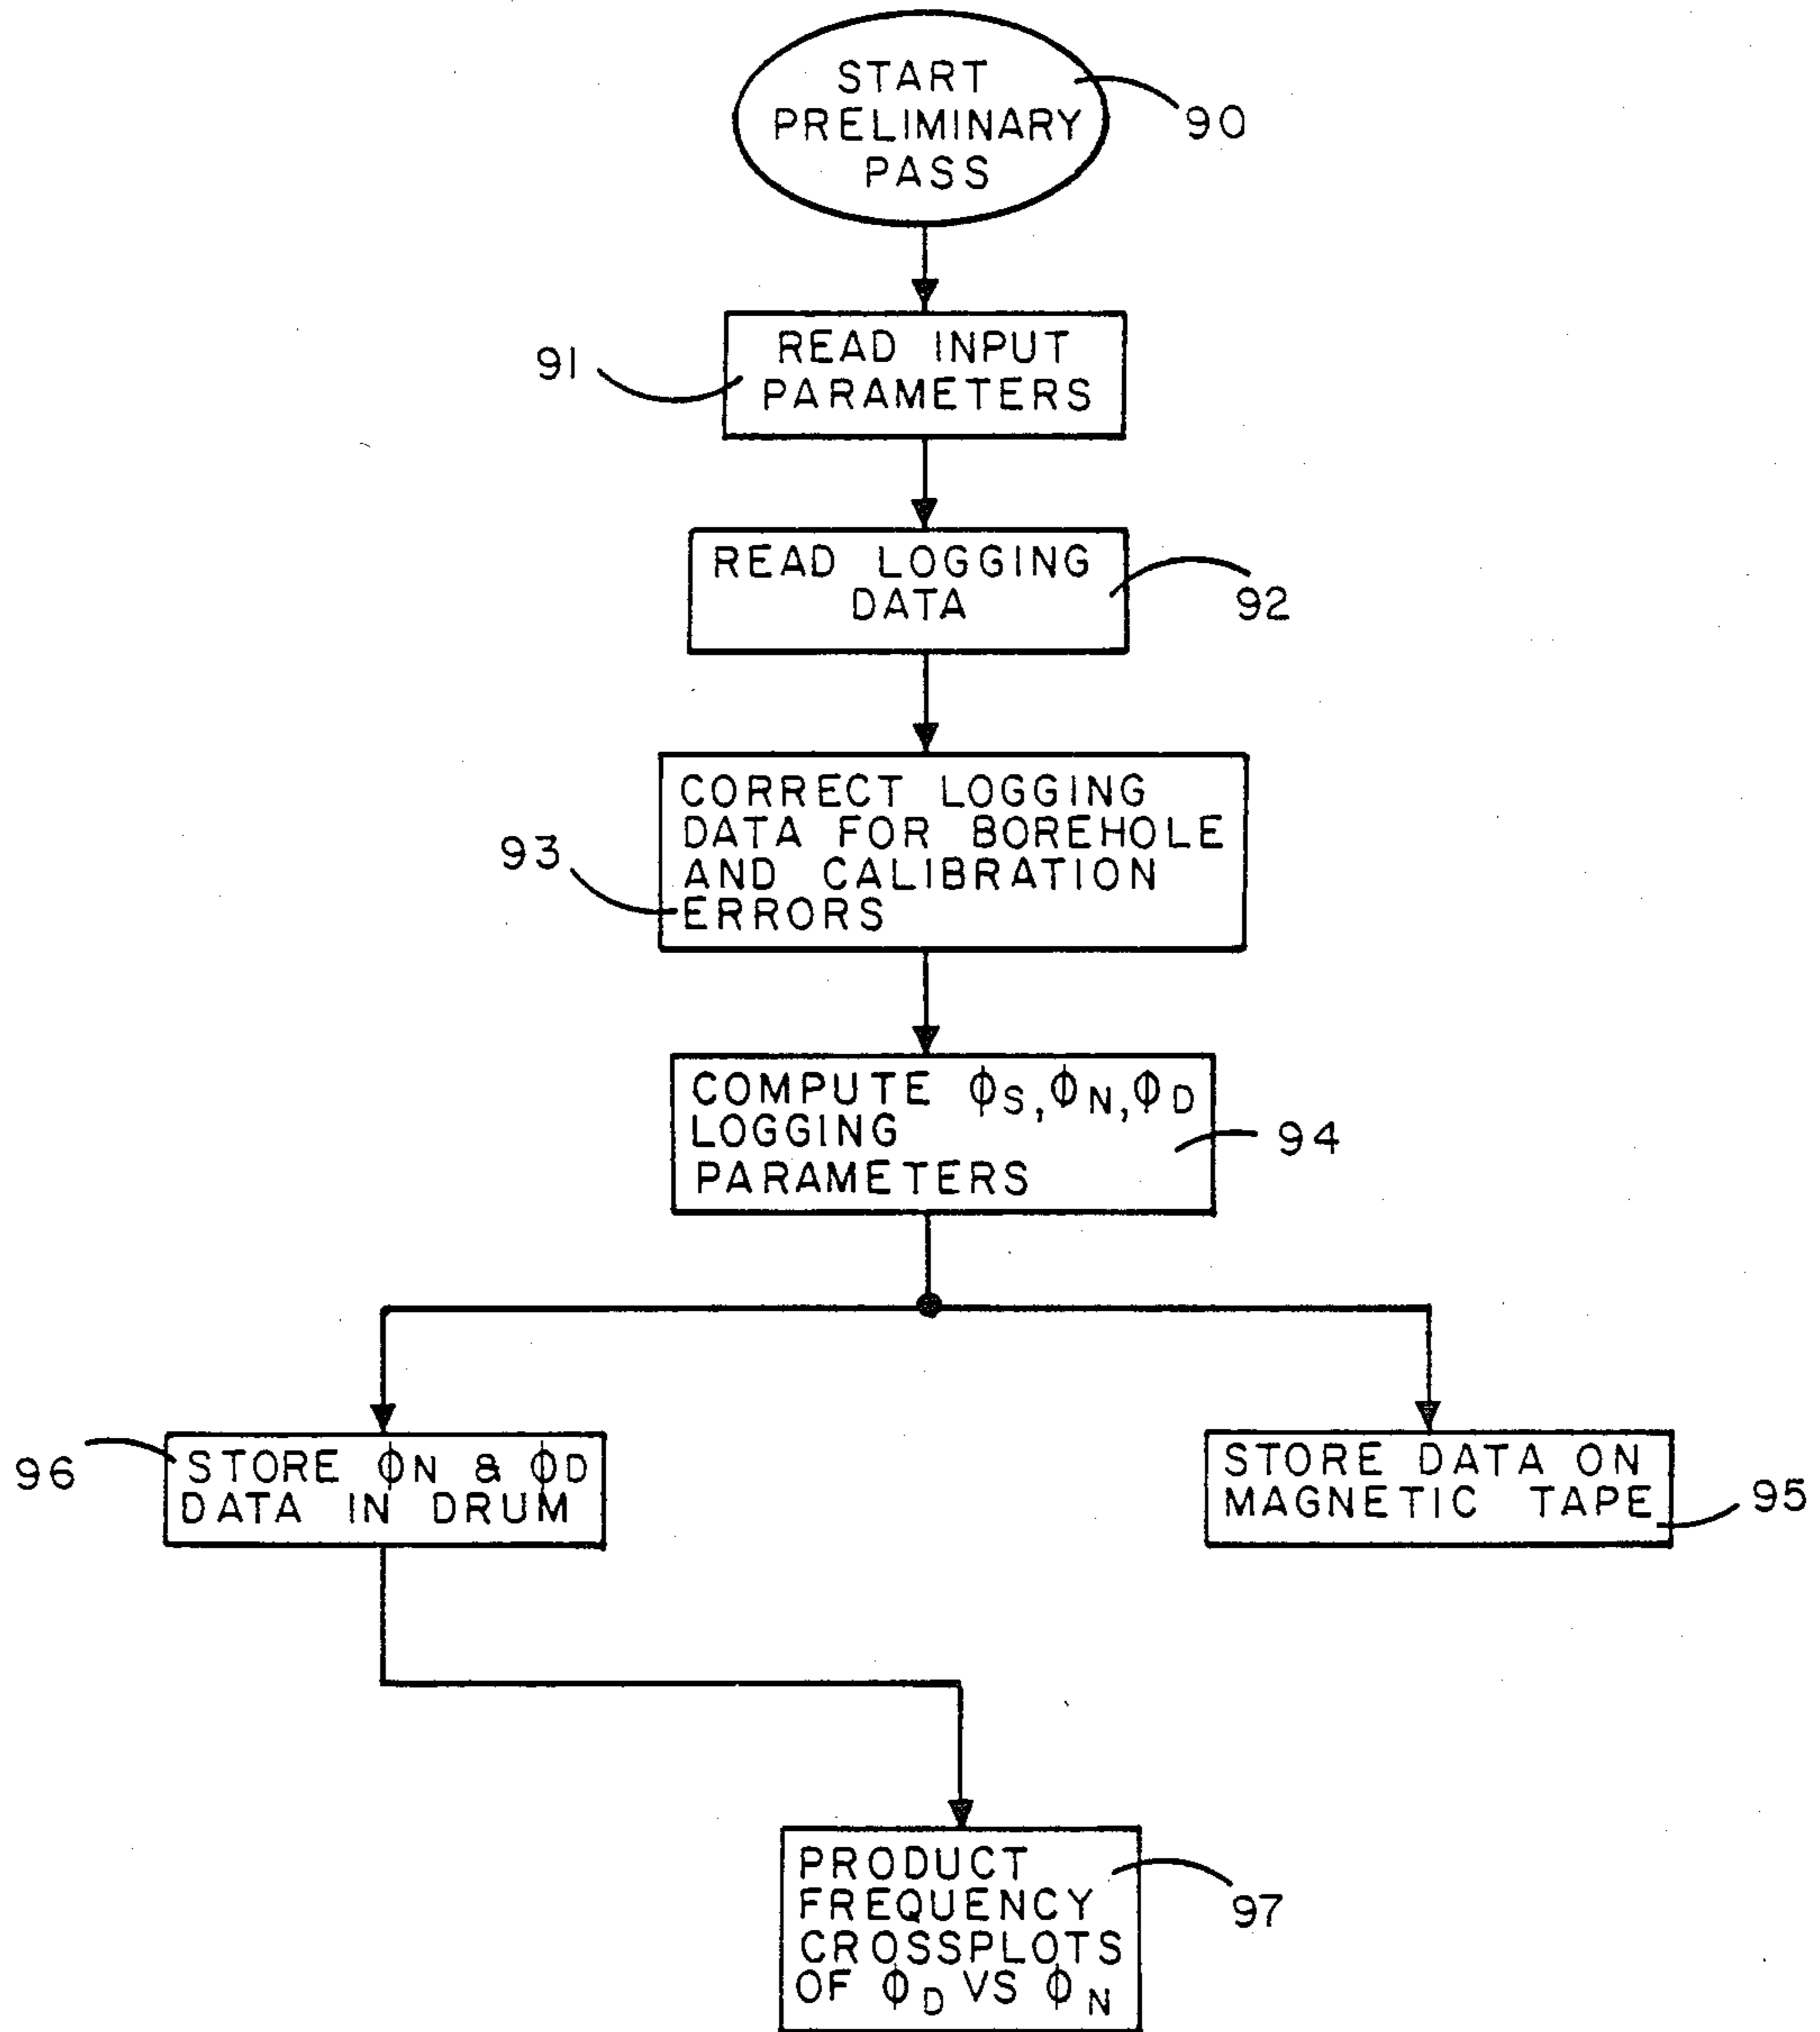 START
PRELIMINARY
PASS
90
READ INPUT
PARAMETERS
91
READ LOGGING
DATA
92
CORRECT LOGGING
DATA FOR BOREHOLE
AND CALIBRATION
ERRORS
93
COMPUTE ϕS, ϕN, ϕD
LOGGING
PARAMETERS
94
STORE ϕN & ϕD
DATA IN DRUM
96
STORE DATA ON
MAGNETIC TAPE
95
PRODUCT
FREQUENCY
CROSSPLOTS
OF ϕD VS ϕN
97